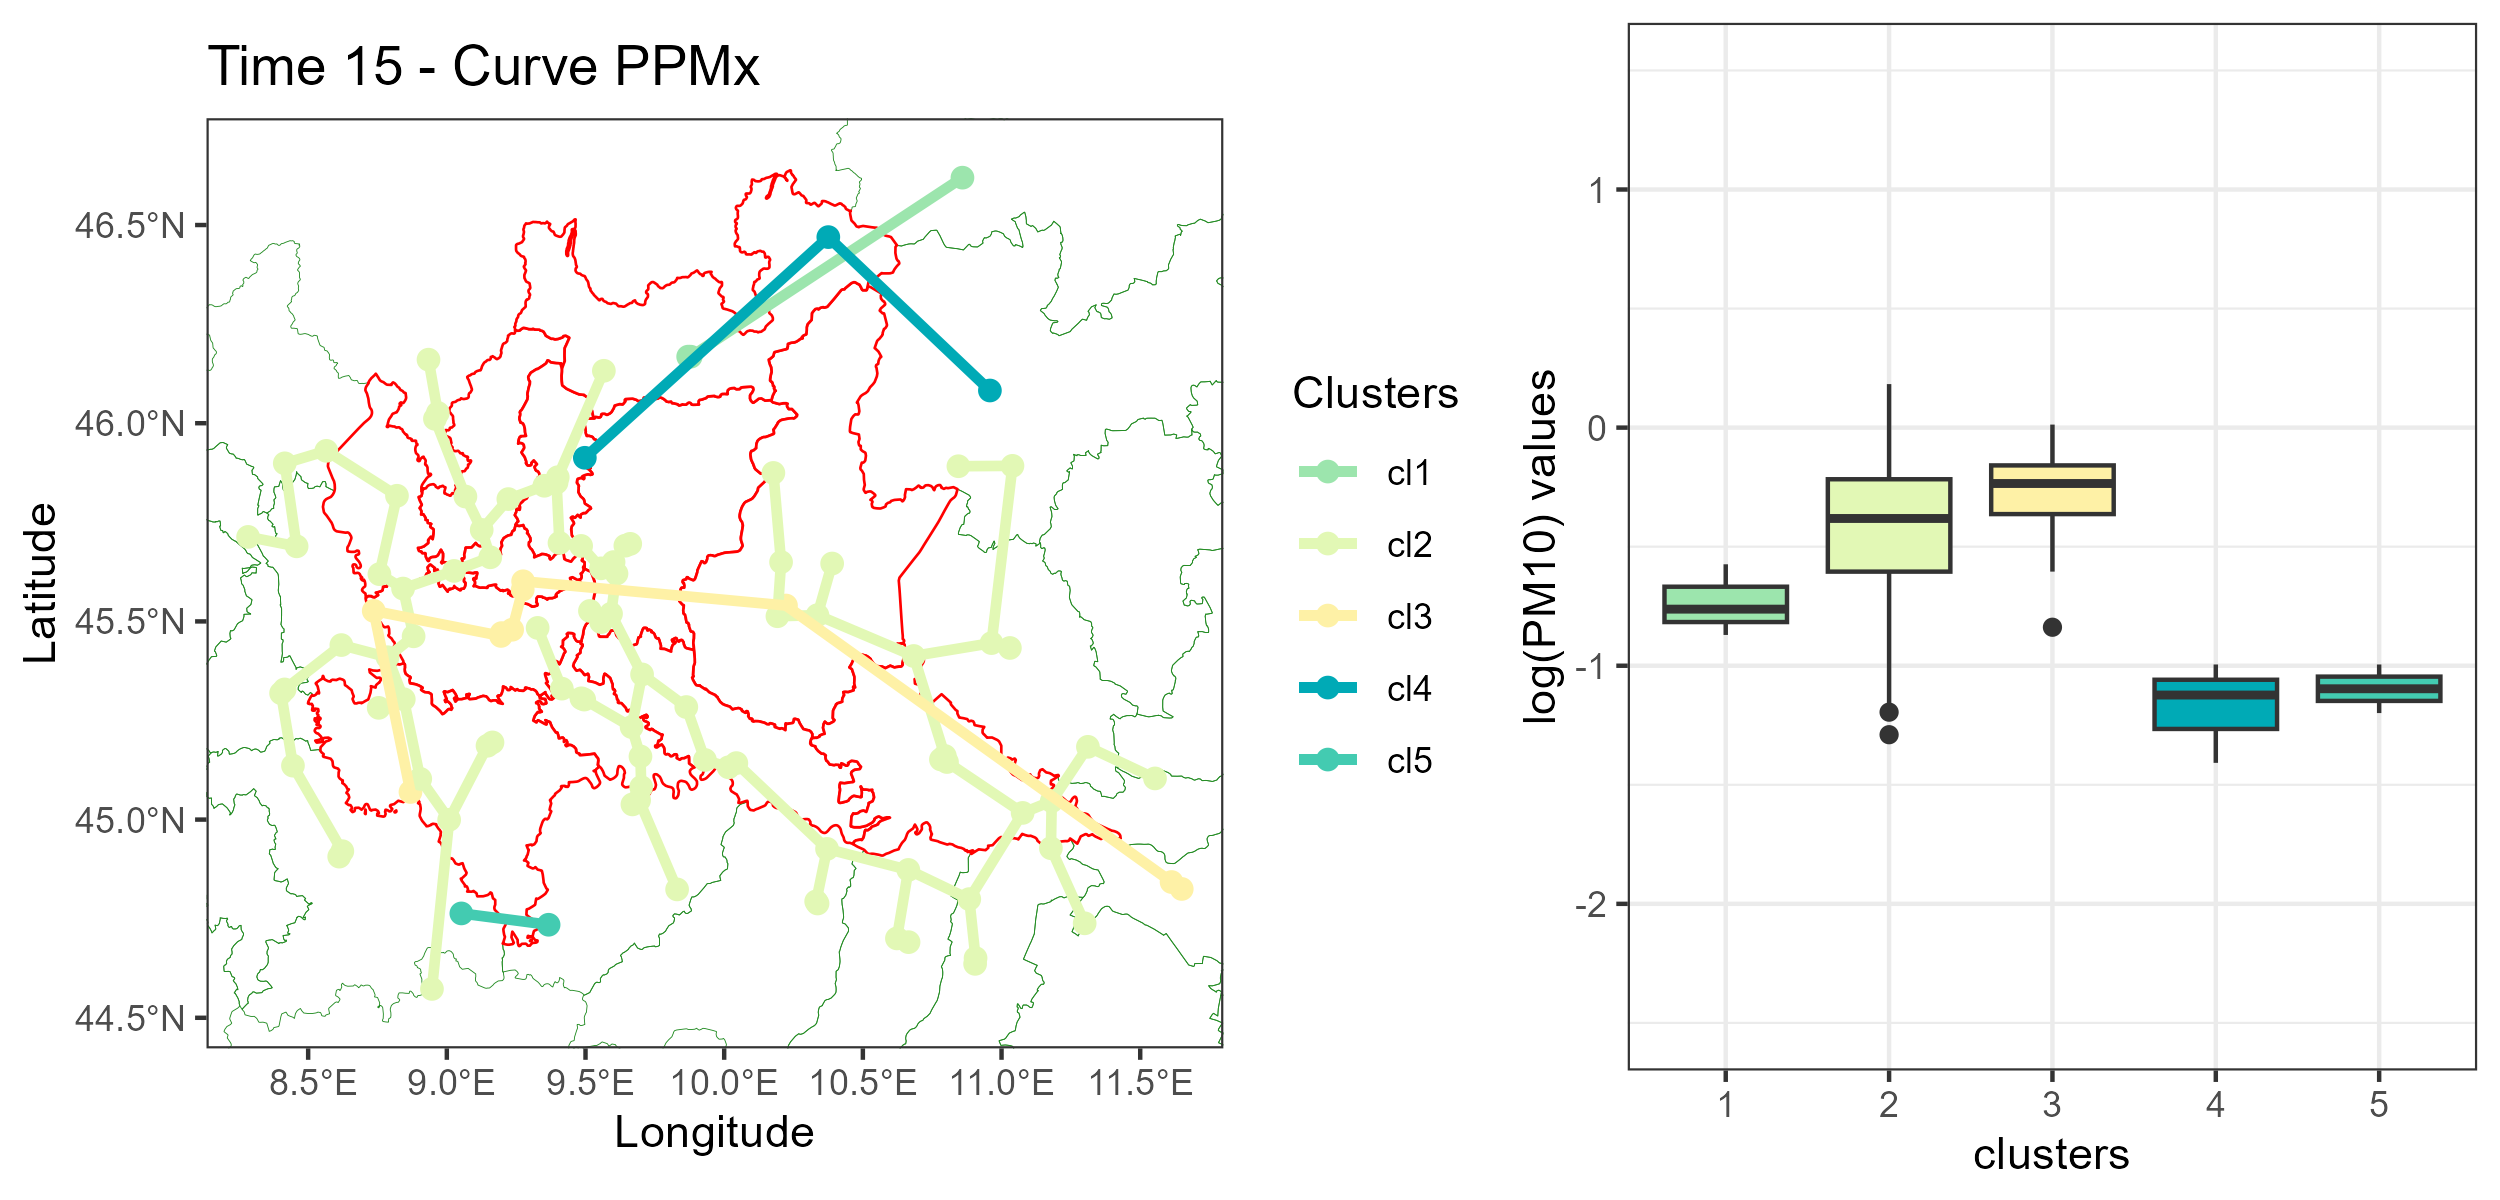 Time 15 - Curve PPMx
46.5°N
46.0°N
45.5°N
45.0°N
44.5°N
Latitude
8.5°E 9.0°E 9.5°E 10.0°E 10.5°E 11.0°E 11.5°E
Longitude
Clusters
cl1
cl2
cl3
cl4
cl5
log(PM10) values
1
0
-1
-2
1 2 3 4 5
clusters